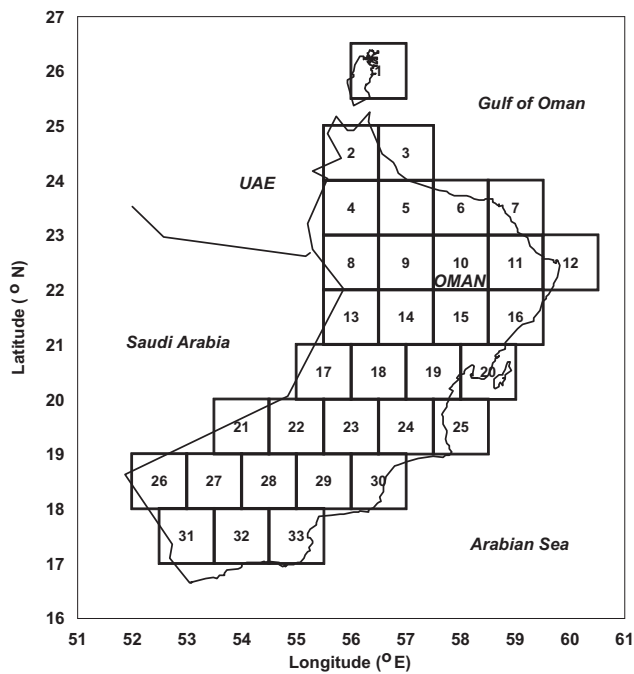 27
26
1
Gulf of Oman
25
2 3
24
UAE
4 5 6 7
23
8 9 10 11 12
OMAN
22
13 14 15 16
Saudi Arabia
21
17 18 19 20
20
21 22 23 24 25
19
26 27 28 29 30
18
31 32 33
Arabian Sea
17
16
51 52 53 54 55 56 57 58 59 60 61
Longitude (° E)
Latitude (° N)